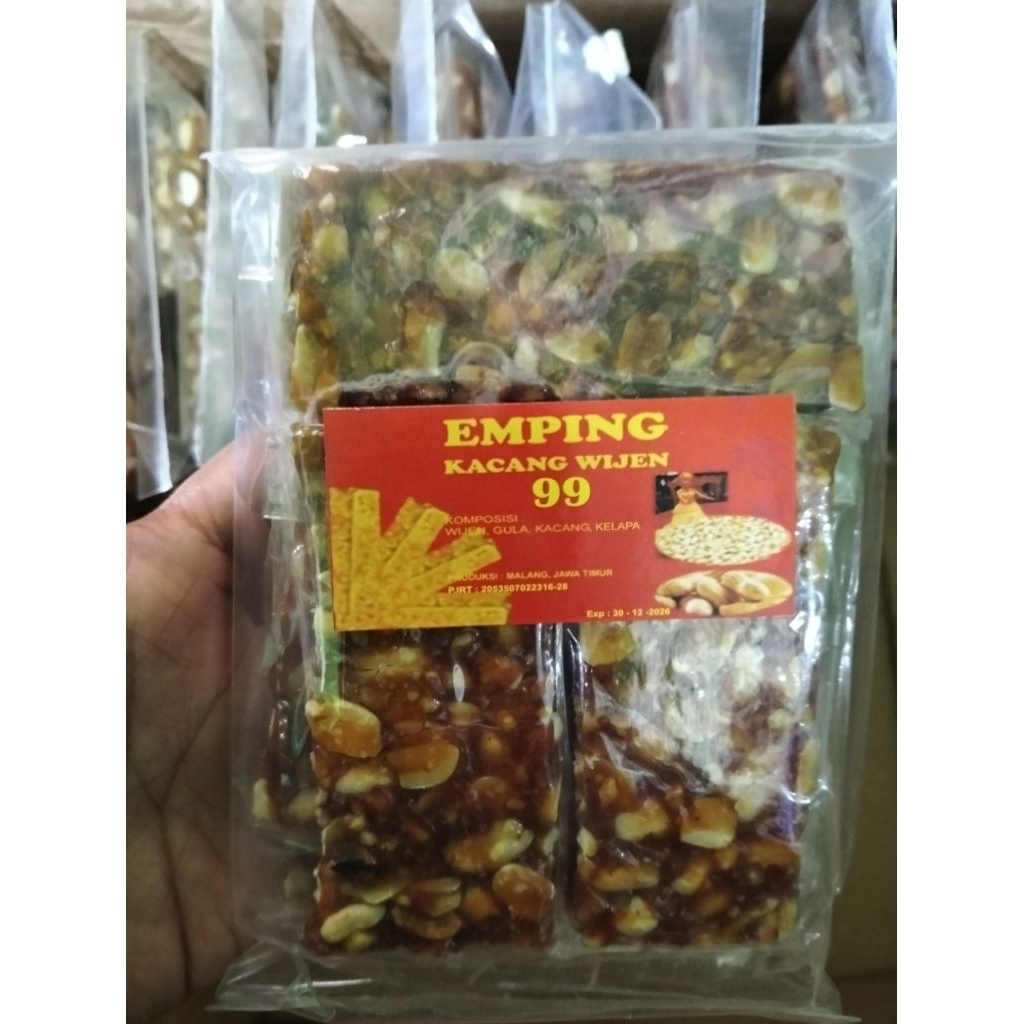 EMPING
KACANG WIJEN
99
KOMPOSISI
WIJEN, GULA, KACANG, KELAPA
PRODUKSI : MALANG, JAWA TIMUR
P.IRT : 2053507022316-28
Exp : 30 - 12 -2026